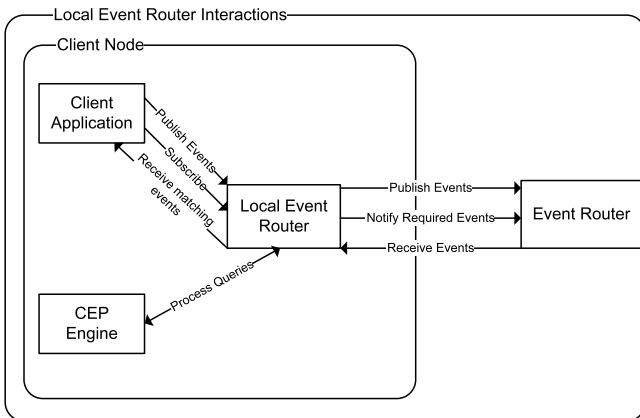 Local Event Router Interactions
Client Node
Client
Application
Publish Events
Subscribe
Receive matching
events
Local Event
Router
Publish Events
Notify Required Events
Receive Events
Event Router
Process Queries
CEP
Engine